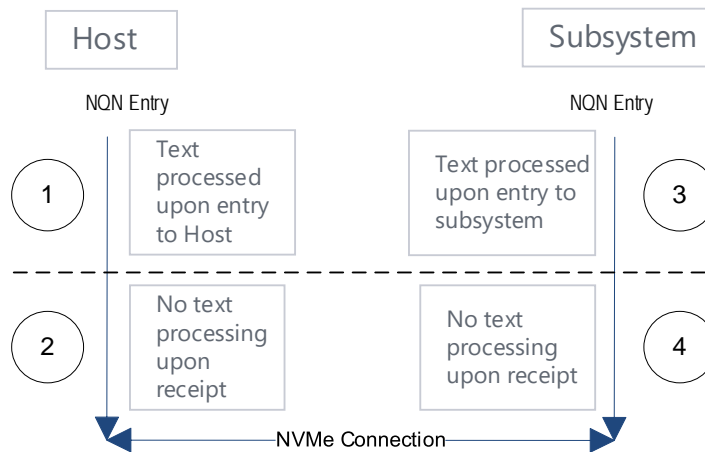 Host
Subsystem
NQN Entry
NQN Entry
1
Text
processed
upon entry
to Host
Text processed
upon entry to
subsystem
3
2
No text
processing
upon
receipt
No text
processing
upon receipt
4
NVMe Connection